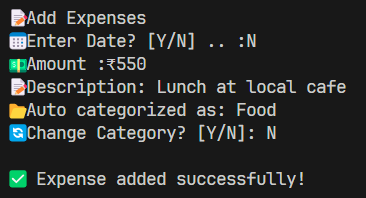 📝Add Expenses
📅Enter Date? [Y/N] .. :N
💵Amount :₹550
📝Description: Lunch at local cafe
📂Auto categorized as: Food
🔄Change Category? [Y/N]: N
✅ Expense added successfully!